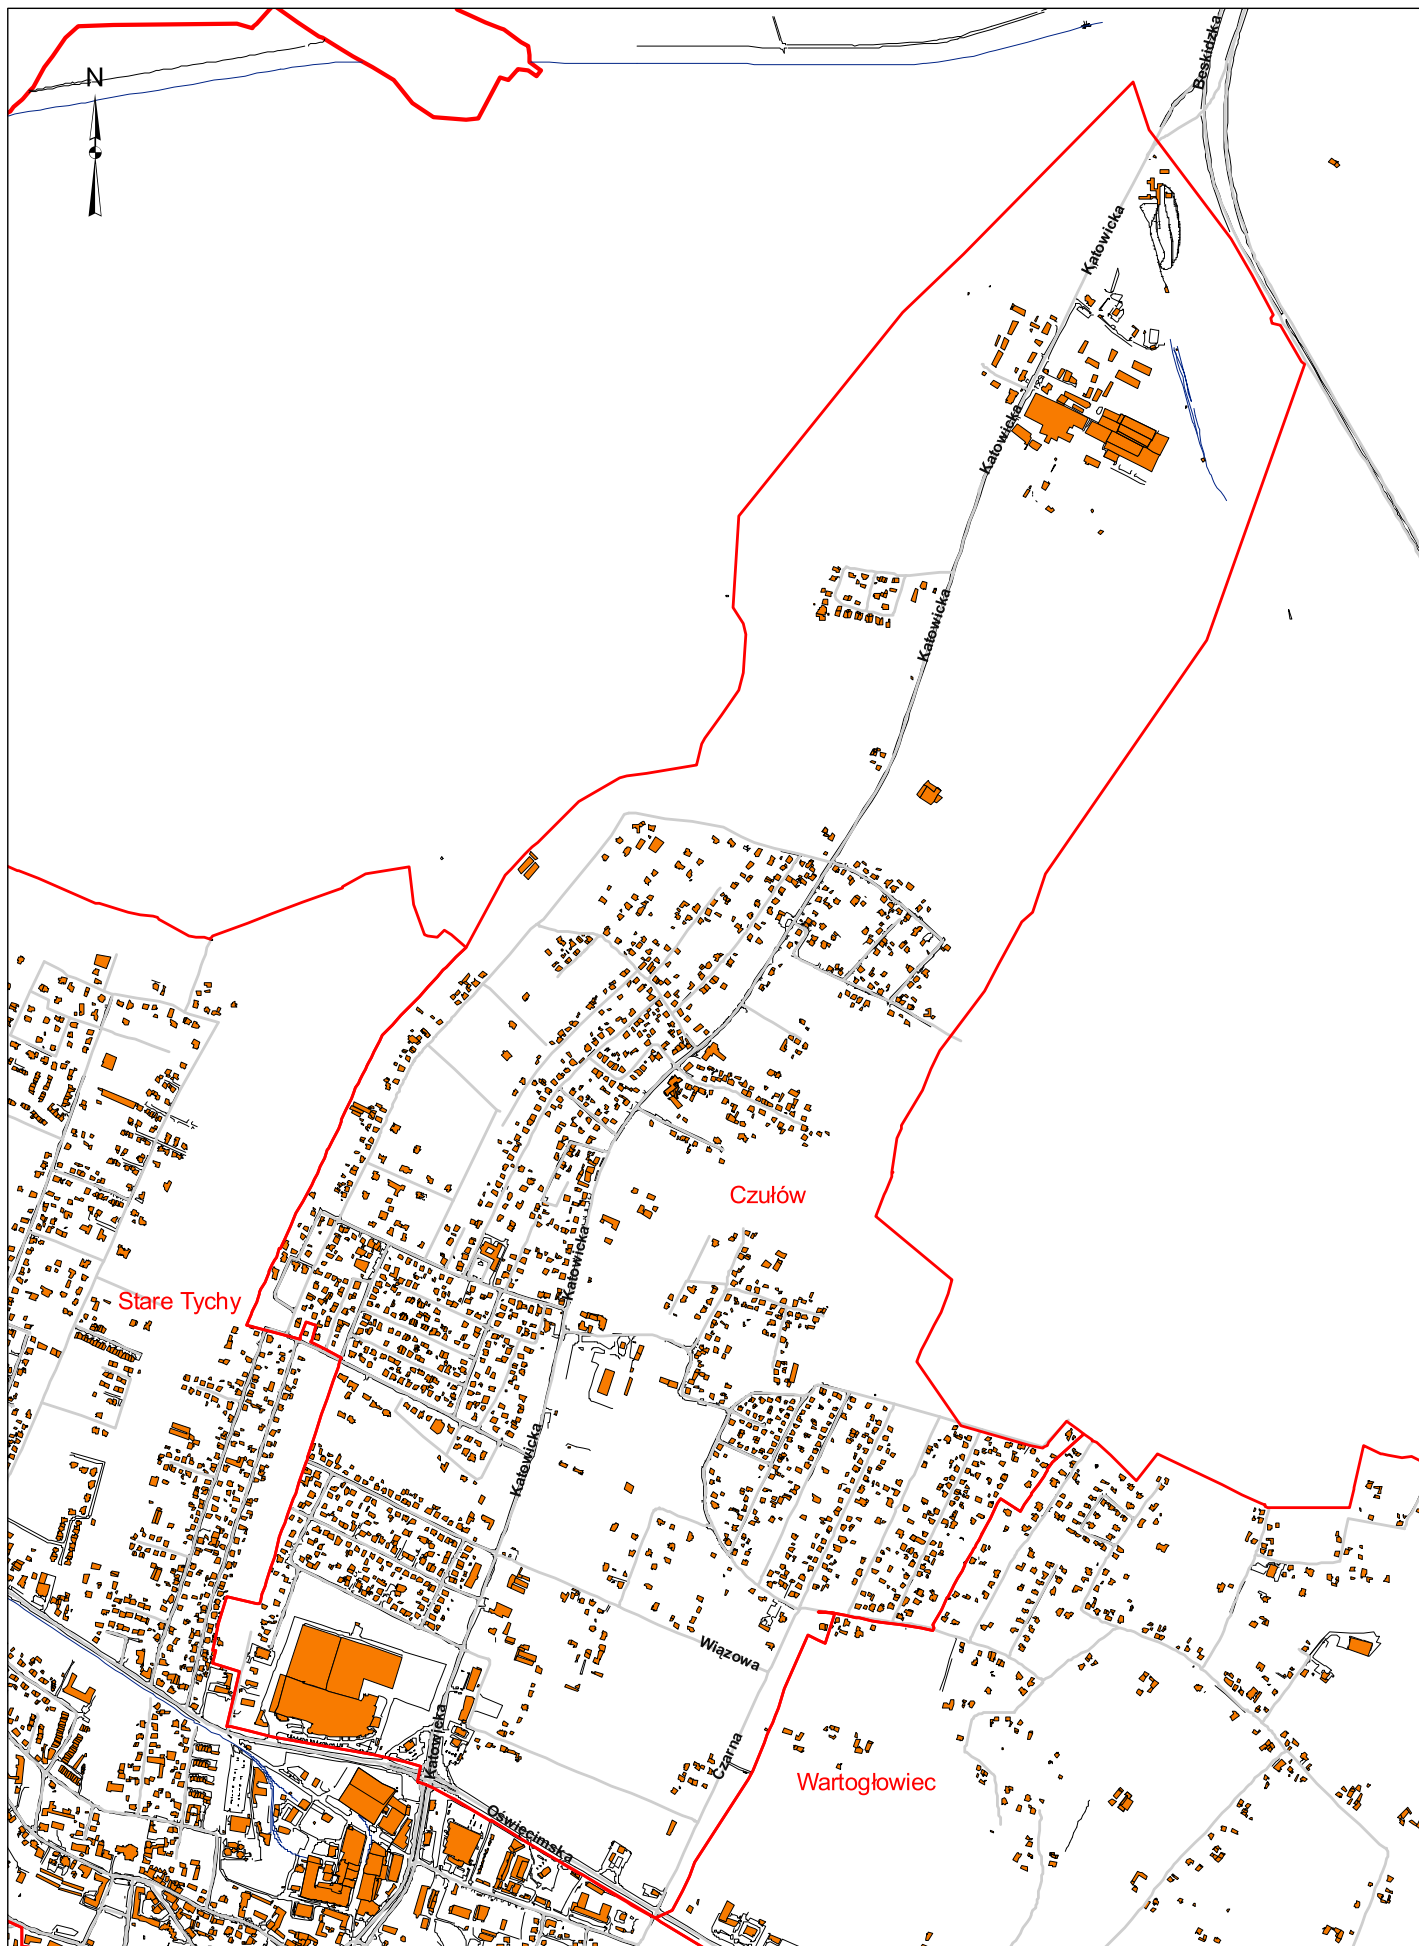 Beskidzka
N
Katowicka
Katowicka
Katowicka
Czułów
Katowicka
Stare Tychy
Katowicka
Wiązowa
Katowicka
Czarna
Wartogłowiec
Oświęcimska